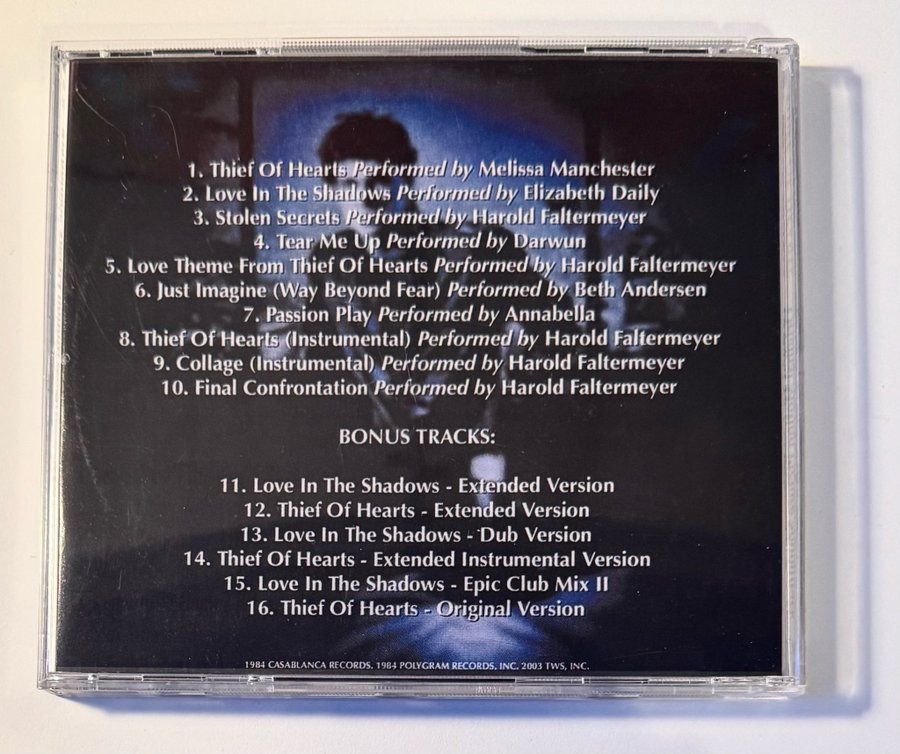 1. Thief Of Hearts Performed by Melissa Manchester
2. Love In The Shadows Performed by Elizabeth Daily
3. Stolen Secrets Performed by Harold Faltermeyer
4. Tear Me Up Performed by Darwun
5. Love Theme From Thief Of Hearts Performed by Harold Faltermeyer
6. Just Imagine (Way Beyond Fear) Performed by Beth Andersen
7. Passion Play Performed by Annabella
8. Thief Of Hearts (Instrumental) Performed by Harold Faltermeyer
9. Collage (Instrumental) Performed by Harold Faltermeyer
10. Final Confrontation Performed by Harold Faltermeyer
BONUS TRACKS:
11. Love In The Shadows - Extended Version
12. Thief Of Hearts - Extended Version
13. Love In The Shadows - Dub Version
14. Thief Of Hearts - Extended Instrumental Version
15. Love In The Shadows - Epic Club Mix II
16. Thief Of Hearts - Original Version
1984 CASABLANCA RECORDS. 1984 POLYGRAM RECORDS, INC. 2003 TWS, INC.